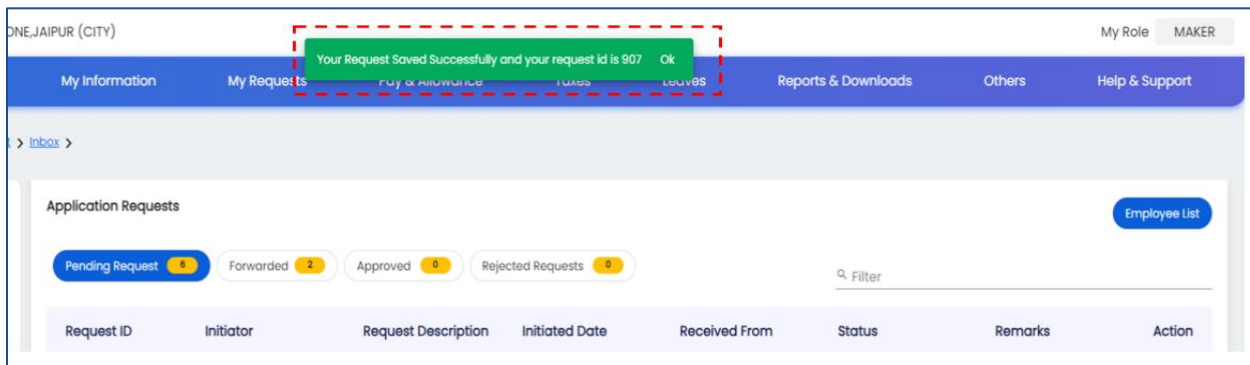 ONE,JAIPUR (CITY) My Role MAKER
Your Request Saved Successfully and your request id is 907 Ok
My Information My Requests Pay & Allowance Taxes Leaves Reports & Downloads Others Help & Support
> Inbox >
Application Requests Employee List
Pending Request 6 Forwarded 2 Approved 0 Rejected Requests 0 Filter
Request ID Initiator Request Description Initiated Date Received From Status Remarks Action